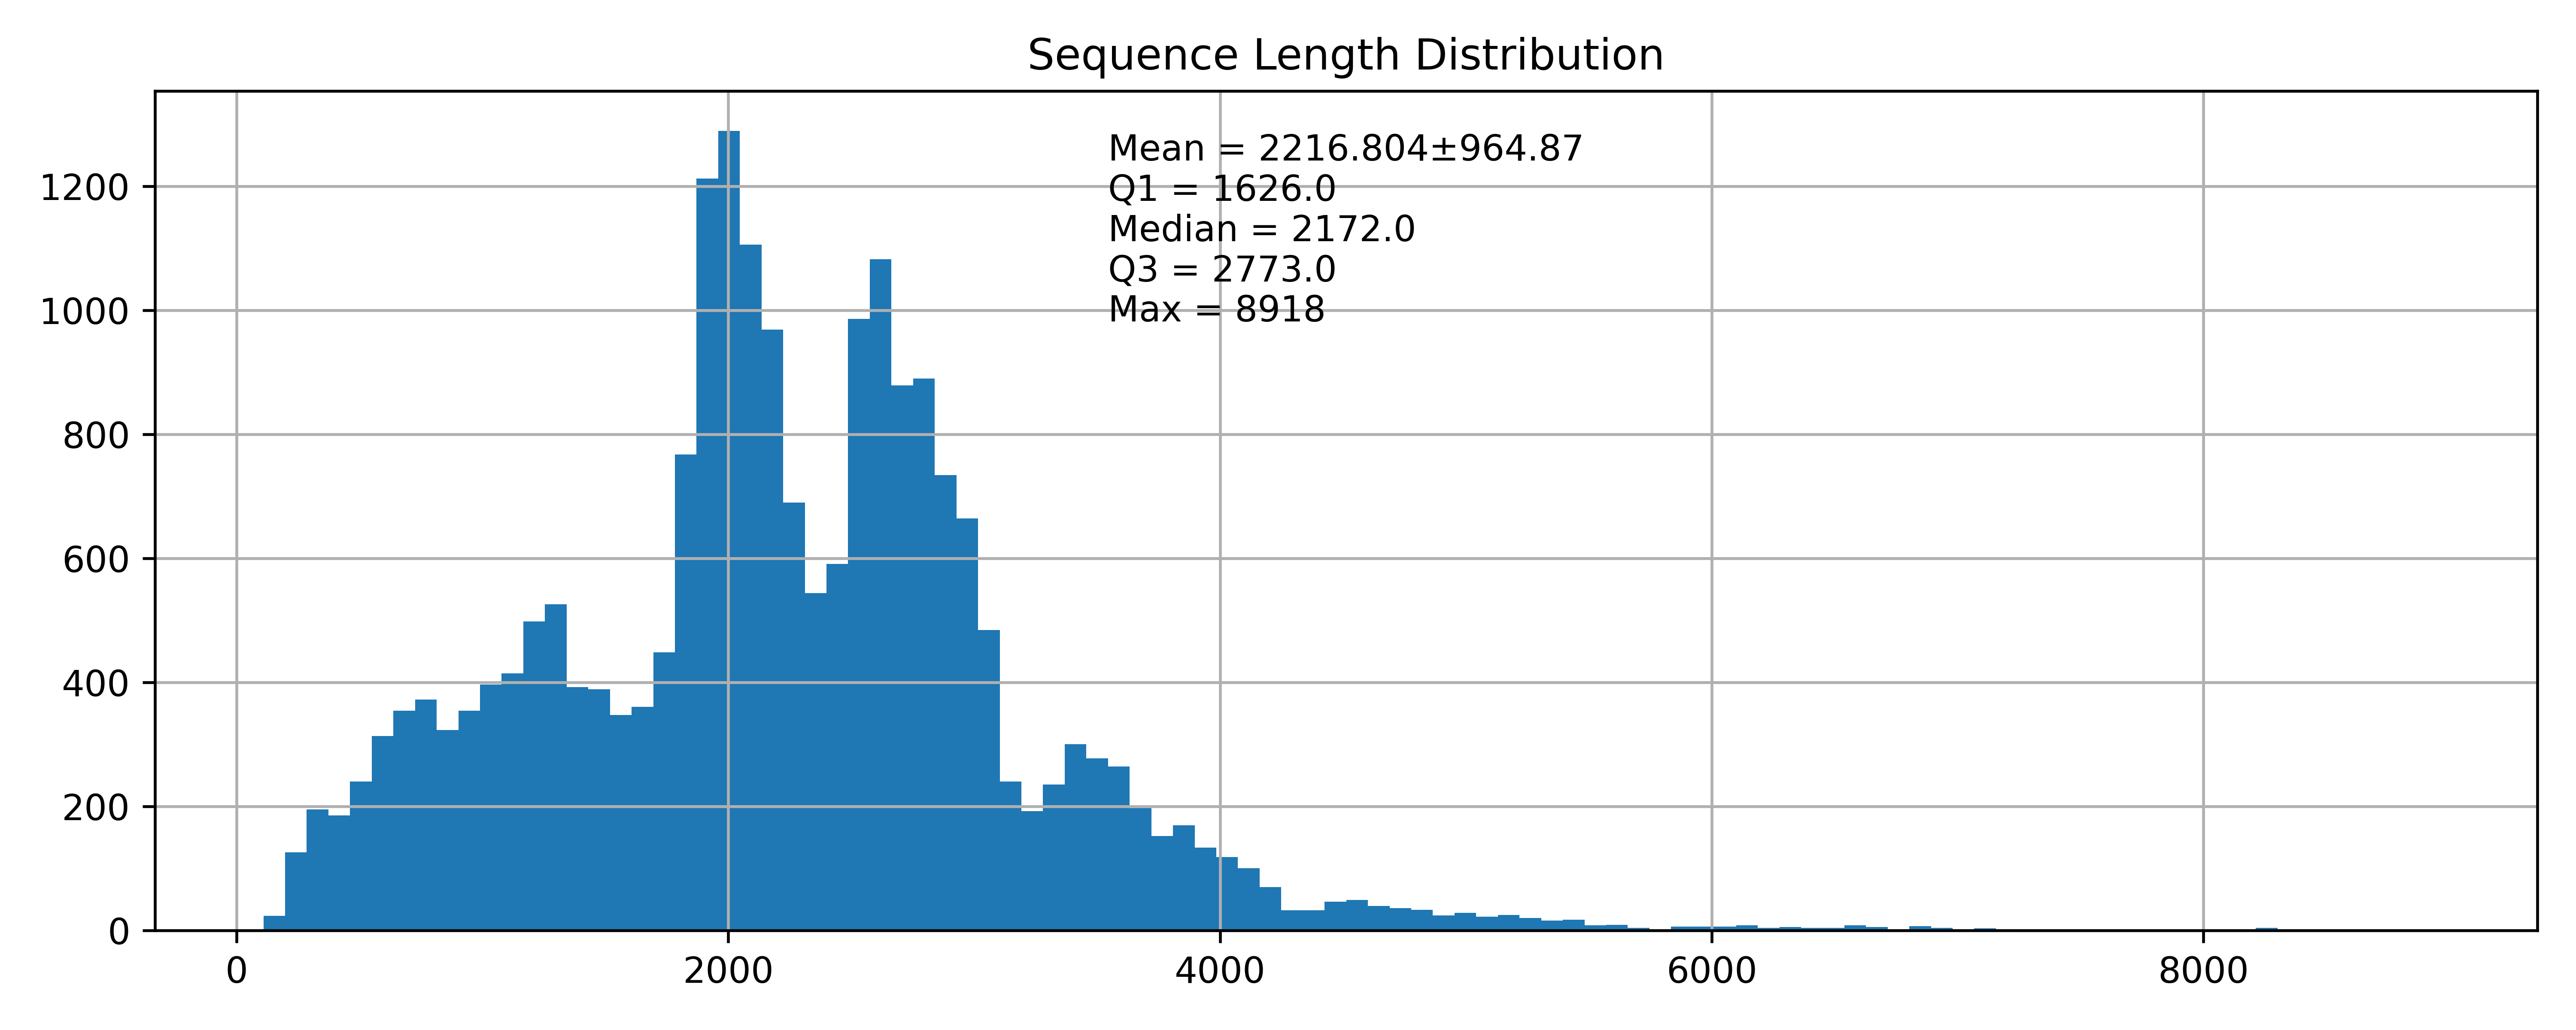 Sequence Length Distribution
Mean = 2216.804±964.87
Q1 = 1626.0
Median = 2172.0
Q3 = 2773.0
Max = 8918
1200
1000
800
600
400
200
0
0 2000 4000 6000 8000